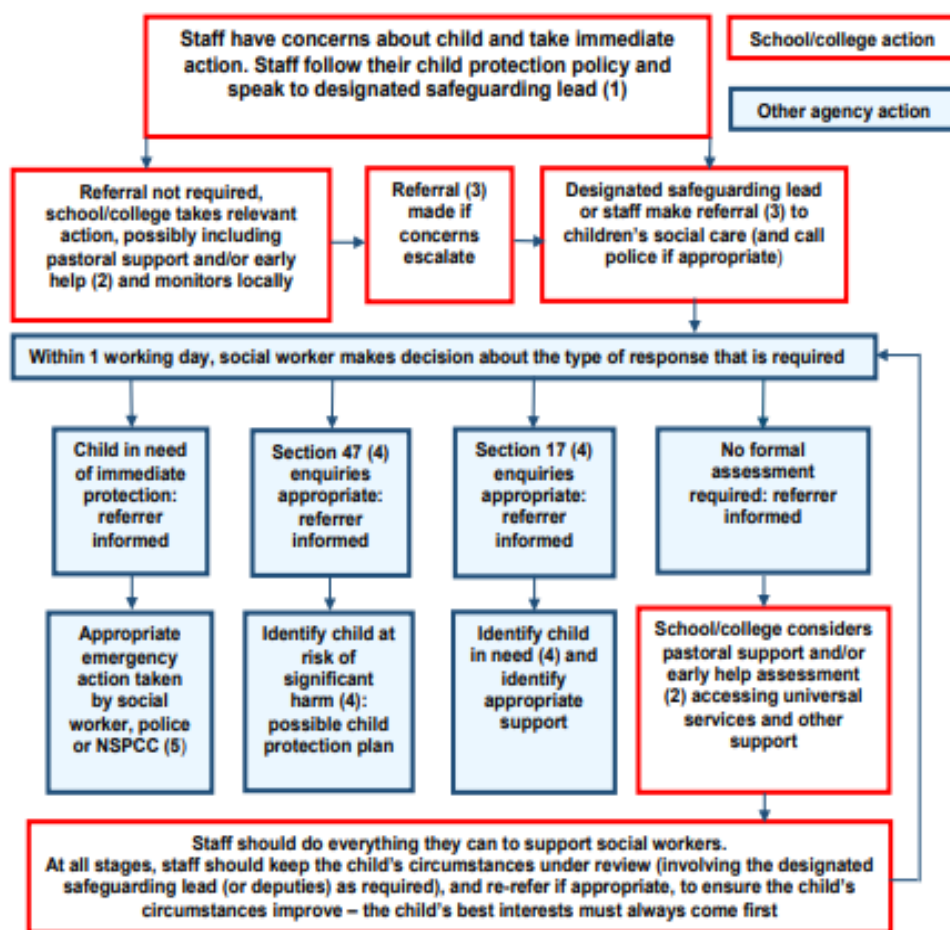 Staff have concerns about child and take immediate
action. Staff follow their child protection policy and
speak to designated safeguarding lead (1)
School/college action
Other agency action
Referral not required,
school/college takes relevant
action, possibly including
pastoral support and/or early
help (2) and monitors locally
Referral (3)
made if
concerns
escalate
Designated safeguarding lead
or staff make referral (3) to
children's social care (and call
police if appropriate)
Within 1 working day, social worker makes decision about the type of response that is required
Child in need
of immediate
protection:
referrer
informed
Section 47 (4)
enquiries
appropriate:
referrer
informed
Section 17 (4)
enquiries
appropriate:
referrer
informed
No formal
assessment
required: referrer
informed
Appropriate
emergency
action taken
by social
worker, police
or NSPCC (5)
Identify child at
risk of
significant
harm (4):
possible child
protection plan
Identify child
in need (4) and
identify
appropriate
support
School/college considers
pastoral support and/or
early help assessment
(2) accessing universal
services and other
support
Staff should do everything they can to support social workers.
At all stages, staff should keep the child's circumstances under review (involving the designated
safeguarding lead (or deputies) as required), and re-refer if appropriate, to ensure the child's
circumstances improve – the child's best interests must always come first